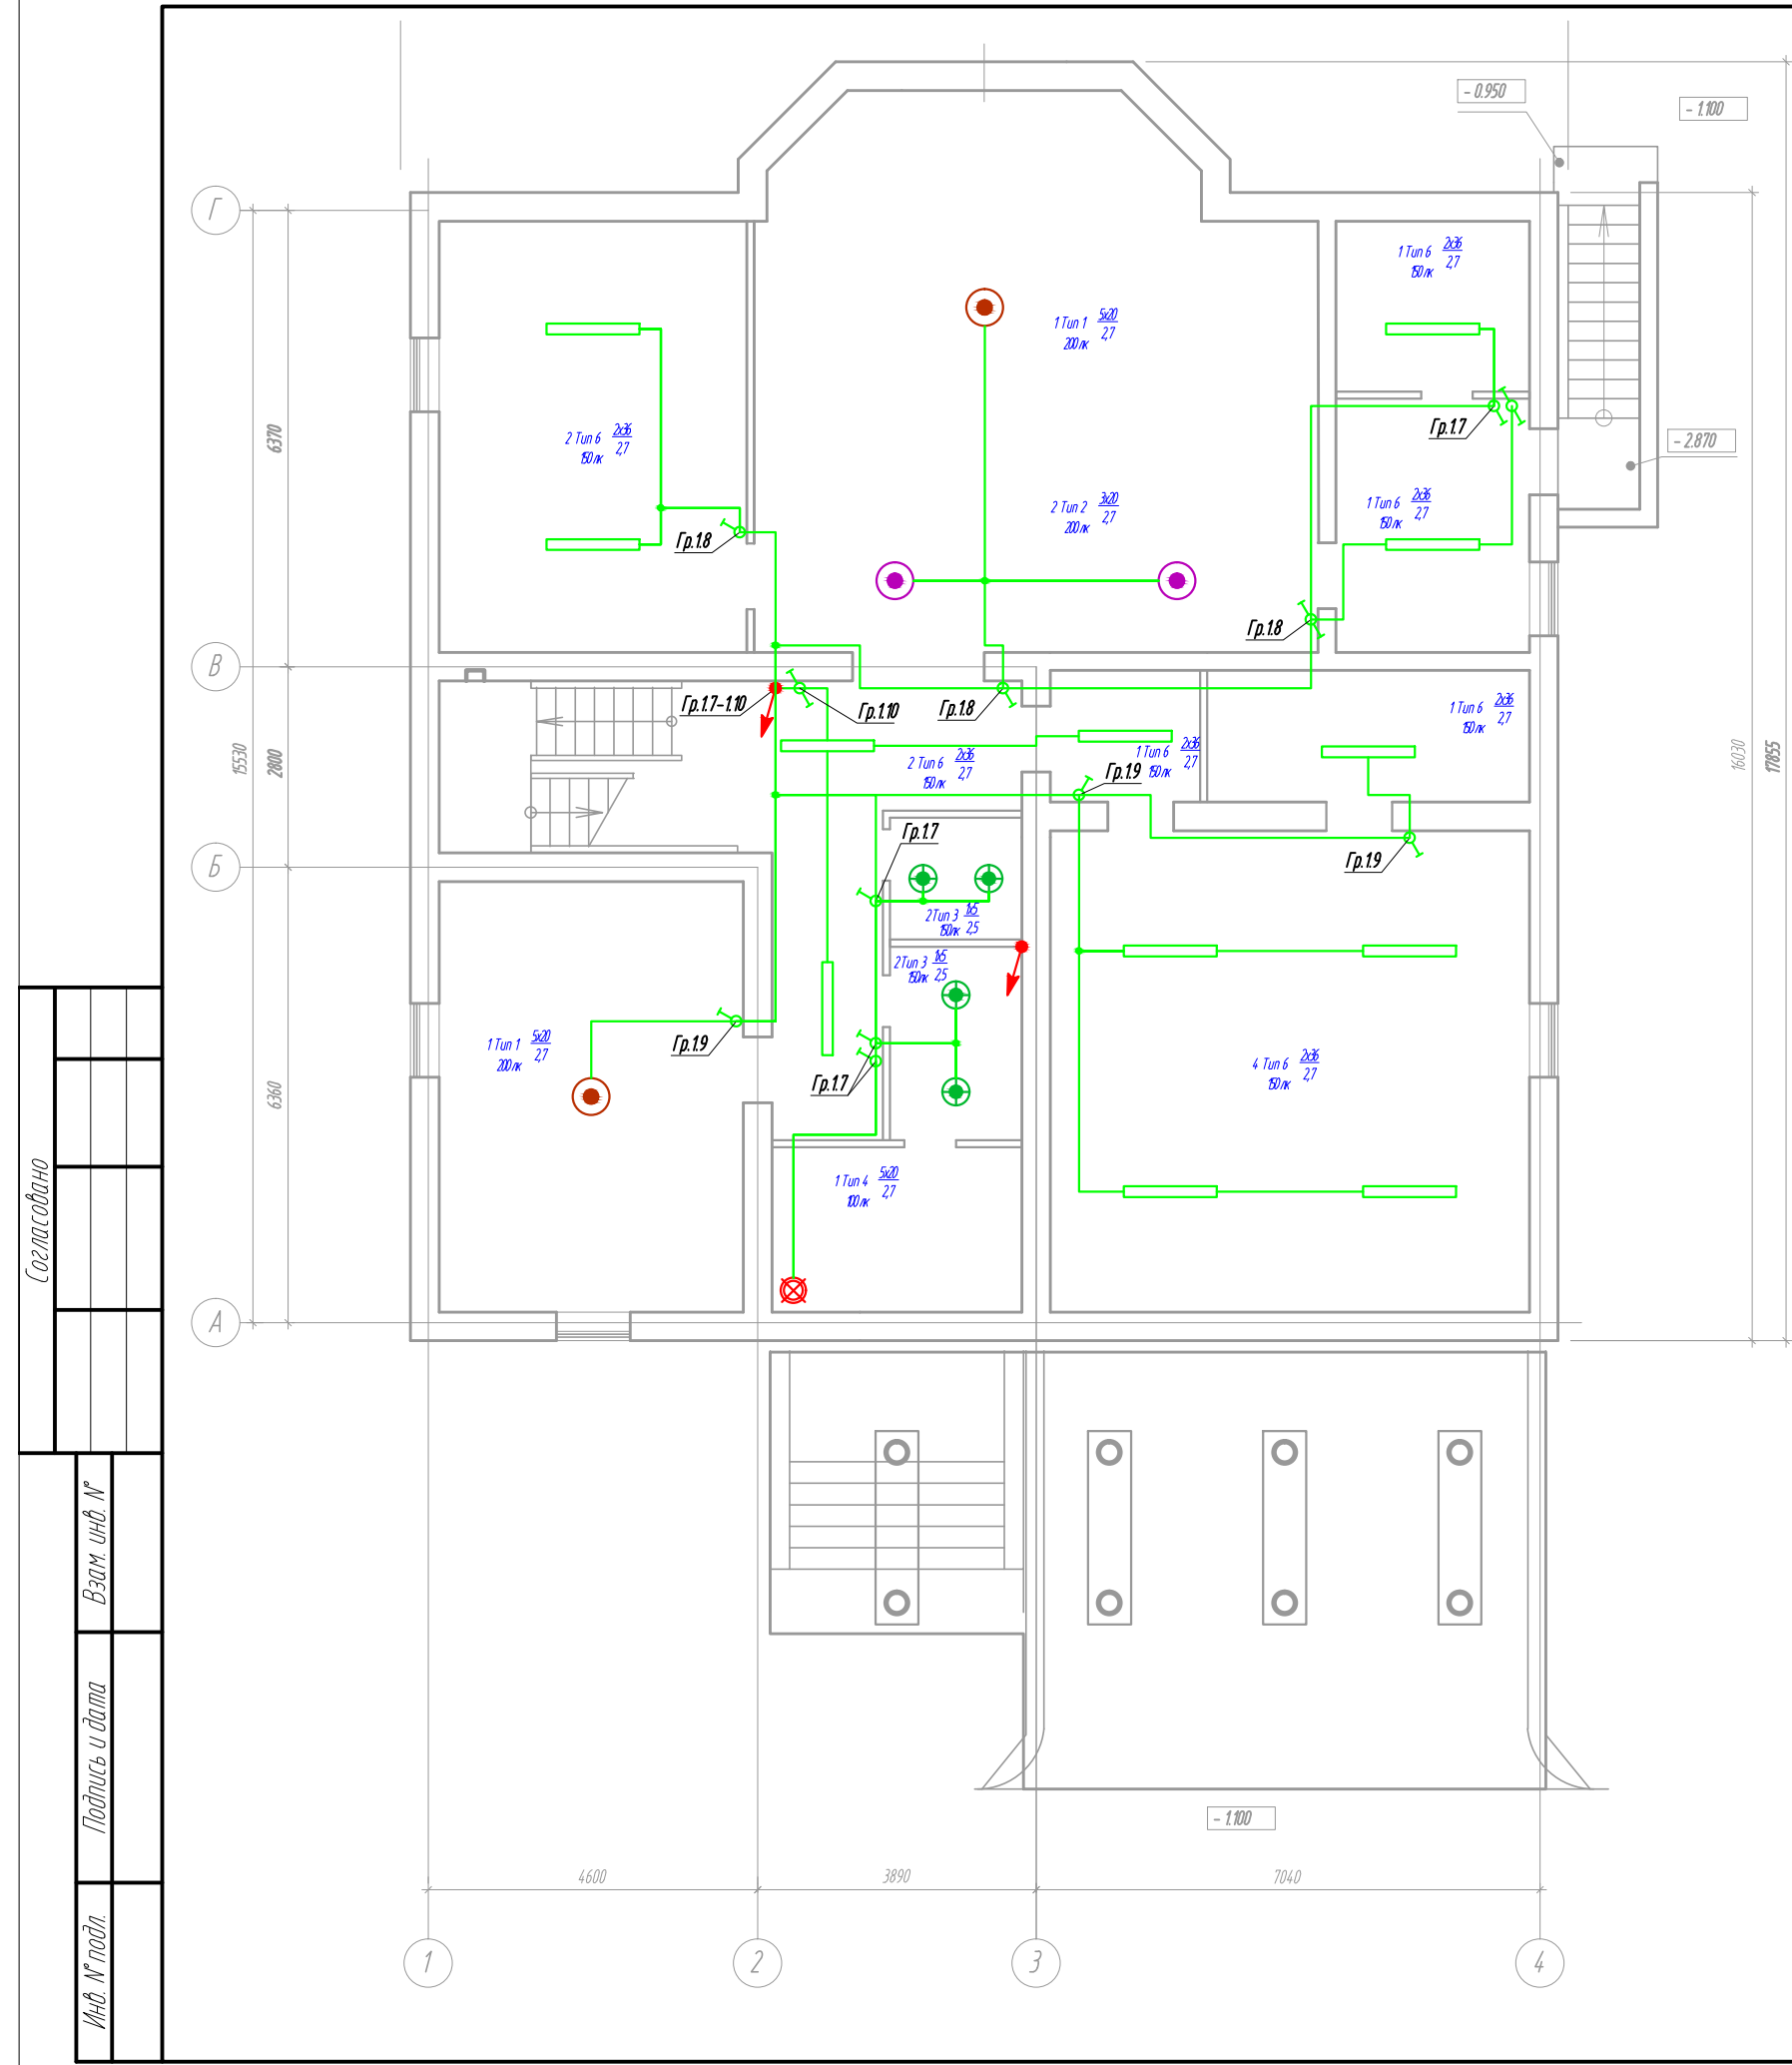 - 0.950
- 1.100
Г
1 Тип 6 2х36
150лк 2,7
1 Тип 1 5х20
200лк 2,7
6370
2 Тип 6 2х36
150лк 2,7
Гр.1.7
- 2.870
2 Тип 2 3х20
200лк 2,7
1 Тип 6 2х36
150лк 2,7
Гр.1.8
Гр.1.8
В
Гр.1.7-1.10
Гр.1.10
Гр.1.8
1 Тип 6 2х36
150лк 2,7
15530
2800
2 Тип 6 2х36
150лк 2,7
1 Тип 6 2х36
150лк 2,7
16030
17855
Гр.1.9
Гр.1.7
Гр.1.9
Б
2Тип 3 1х5
150лк 2,5
2Тип 3 1х5
150лк 2,5
1 Тип 1 5х20
200лк 2,7
Гр.1.9
6360
Гр.1.7
4 Тип 6 2х36
150лк 2,7
1 Тип 4 5х20
100лк 2,7
Согласовано
А
Взам. инв. N°
Подпись и дата
Инв. N° подл.
- 1.100
4600
3890
7040
1
2
3
4